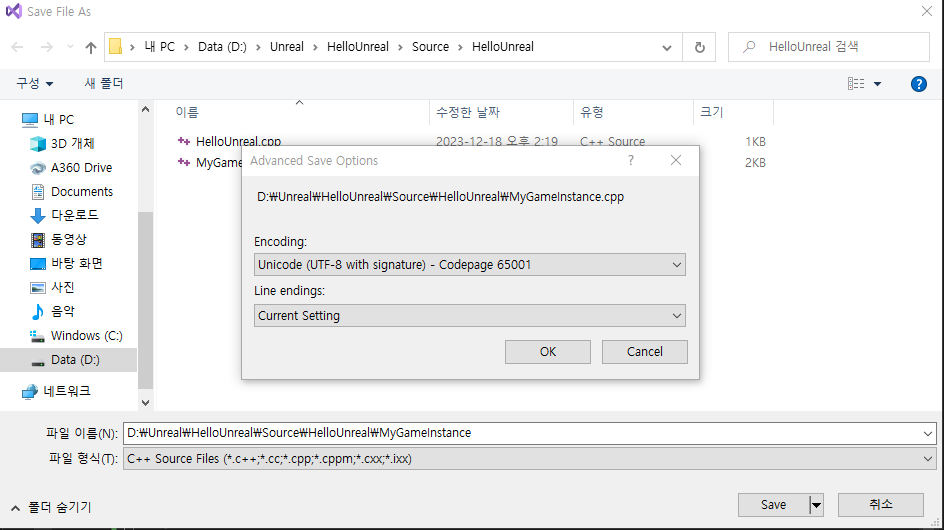 Save File As
내 PC > Data (D:) > Unreal > HelloUnreal > Source > HelloUnreal
HelloUnreal 검색
구성 새 폴더
이름 수정한 날짜 유형 크기
내 PC
3D 개체
A360 Drive
Documents
다운로드
동영상
바탕 화면
사진
음악
Windows (C:)
Data (D:)
네트워크
HelloUnreal.cpp 2023-12-18 오후 2:19 C++ Source 1KB
MyGame 2KB
Advanced Save Options ?
D:₩Unreal₩HelloUnreal₩Source₩HelloUnreal₩MyGameInstance.cpp
Encoding:
Unicode (UTF-8 with signature) - Codepage 65001
Line endings:
Current Setting
OK Cancel
파일 이름(N): D:₩Unreal₩HelloUnreal₩Source₩HelloUnreal₩MyGameInstance
파일 형식(T): C++ Source Files (*.c++;*.cc;*.cpp;*.cppm;*.cxx;*.ixx)
폴더 숨기기 Save 취소